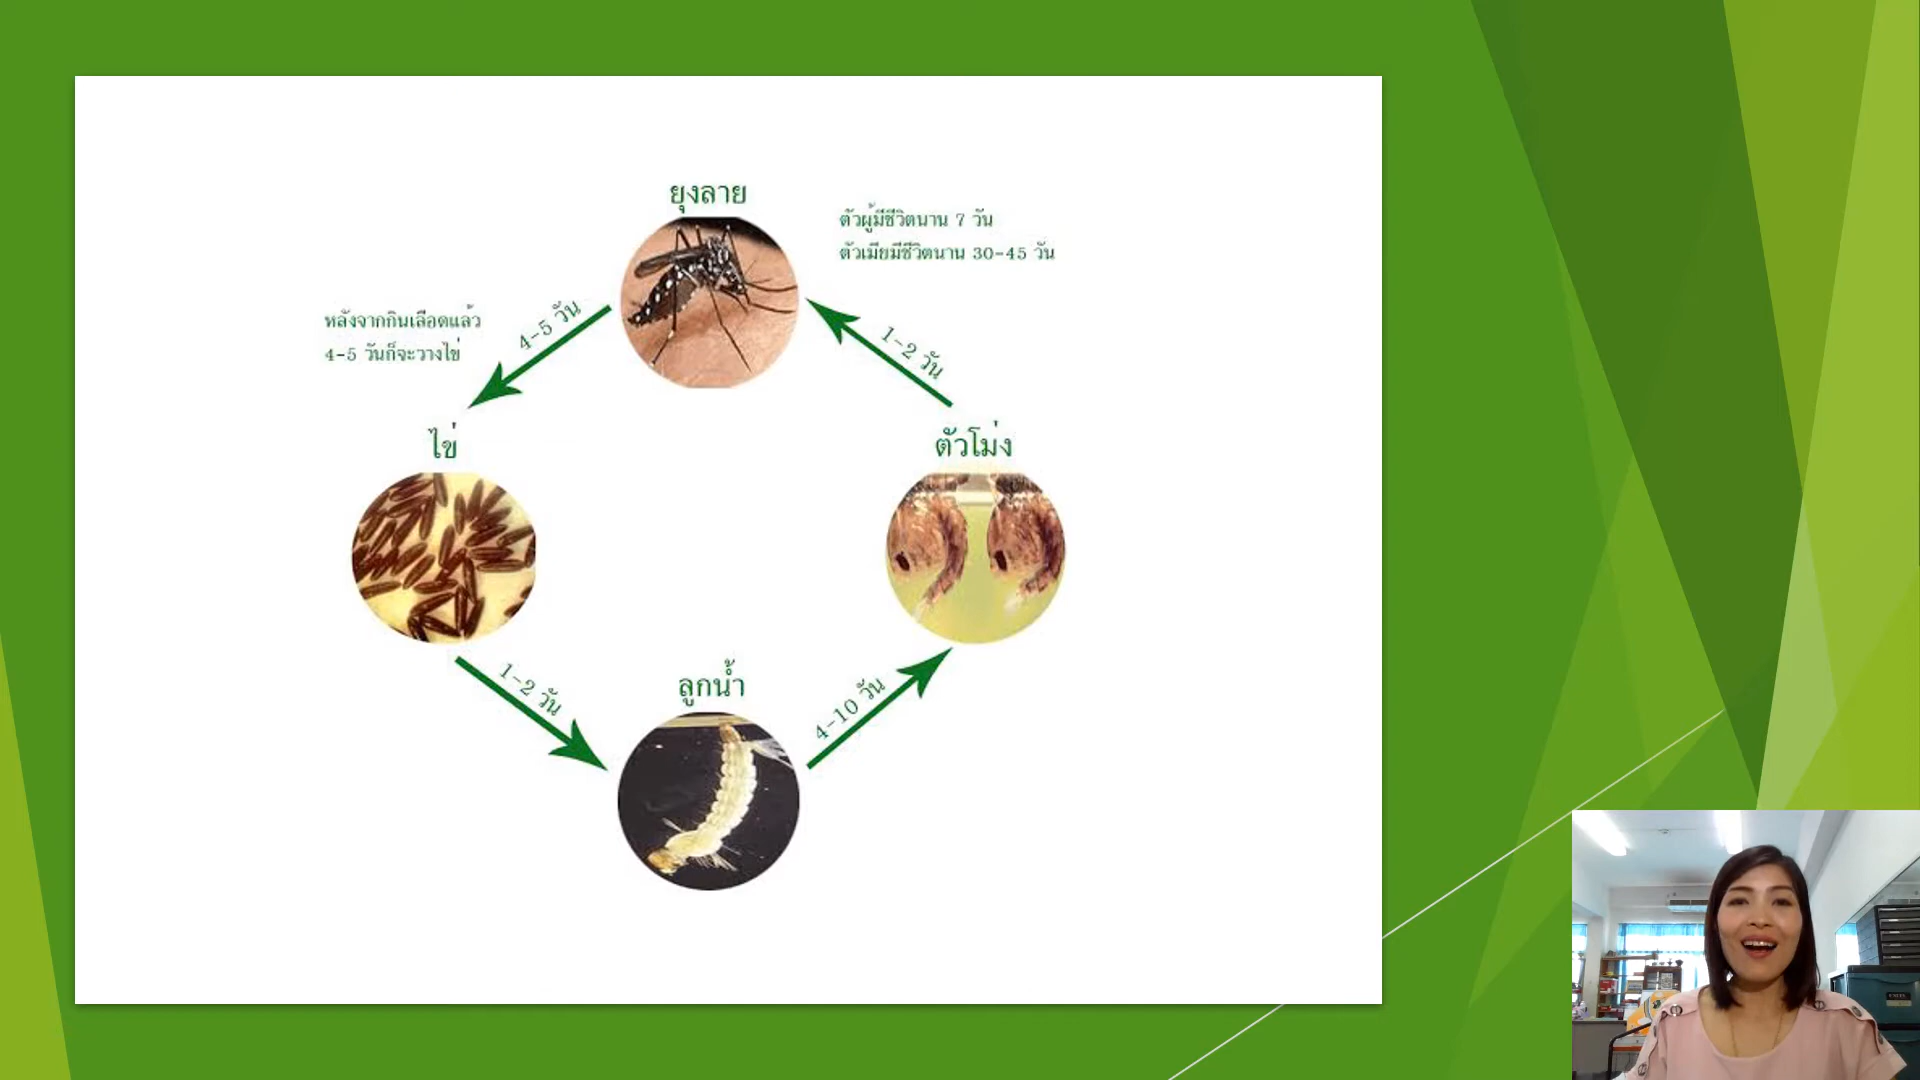 ยุงลาย
ตัวผู้มีชีวิตนาน 7 วัน
ตัวเมียมีชีวิตนาน 30-45 วัน
หลังจากกินเลือดแล้ว
4-5 วันก็จะวางไข่
4-5 วัน
1-2 วัน
ไข่
ตัวโม่ง
1-2 วัน
ลูกน้ำ
4-10 วัน